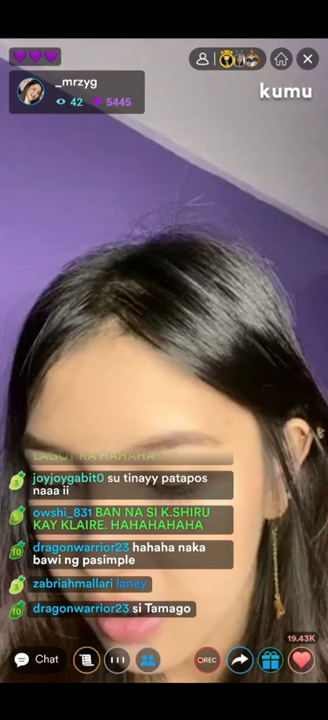 _mrzyg
42 5445
kumu
LAGOT KA HAHAHA
joyjoygabit0 su tinayy patapos
naaa ii
owshi_831 BAN NA SI K.SHIRU
KAY KLAIRE. HAHAHAHAHA
dragonwarrior23 hahaha naka
bawi ng pasimple
zabriahmallari laney
dragonwarrior23 si Tamago
19.43K
Chat
REC